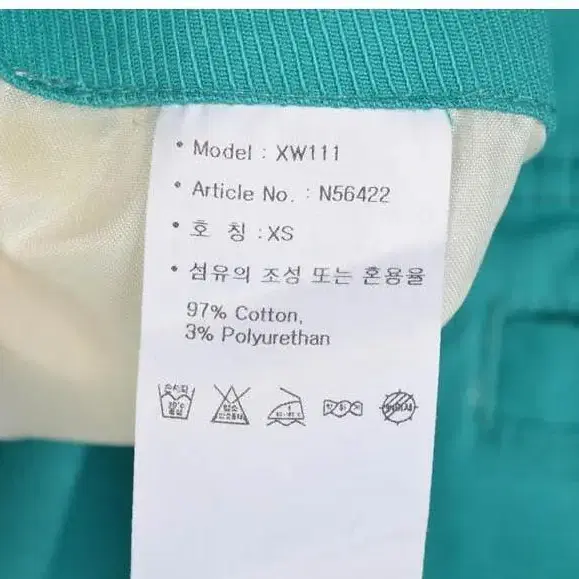 • Model : XW111
• Article No. : N56422
• 호 칭 : XS
• 섬유의 조성 또는 혼용율
97% Cotton,
3% Polyurethan